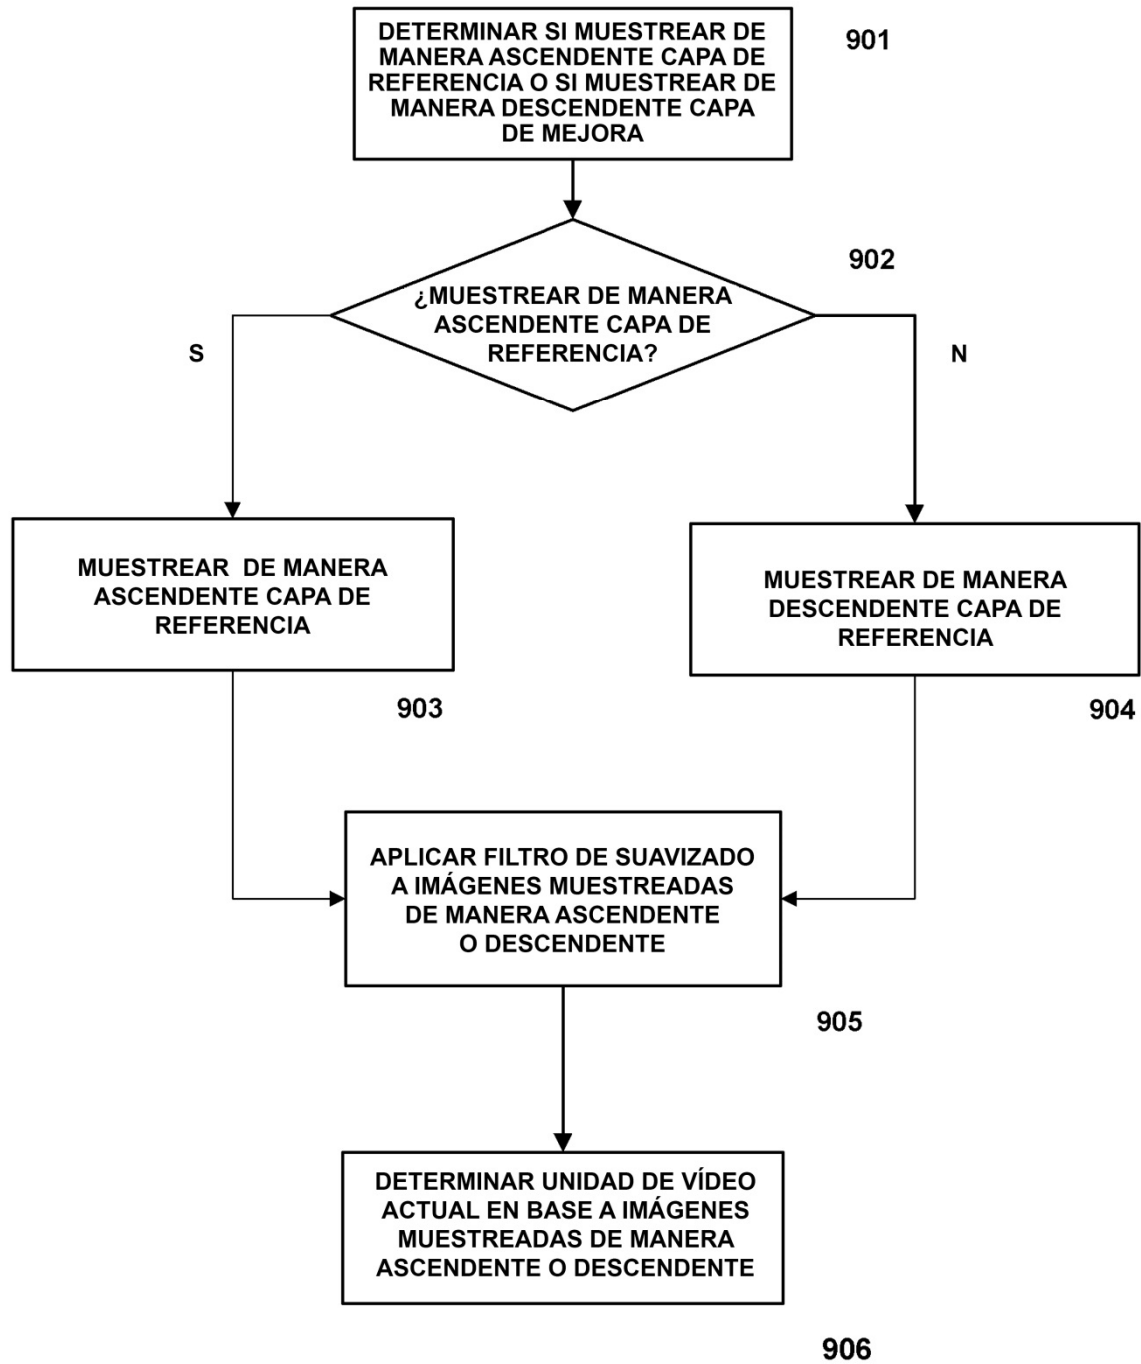 DETERMINAR SI MUESTREAR DE
MANERA ASCENDENTE CAPA DE
REFERENCIA O SI MUESTREAR DE
MANERA DESCENDENTE CAPA
DE MEJORA
901
902
¿MUESTREAR DE MANERA
ASCENDENTE CAPA DE
REFERENCIA?
S
N
MUESTREAR DE MANERA
ASCENDENTE CAPA DE
REFERENCIA
903
MUESTREAR DE MANERA
DESCENDENTE CAPA DE
REFERENCIA
904
APLICAR FILTRO DE SUAVIZADO
A IMÁGENES MUESTREADAS
DE MANERA ASCENDENTE
O DESCENDENTE
905
DETERMINAR UNIDAD DE VÍDEO
ACTUAL EN BASE A IMÁGENES
MUESTREADAS DE MANERA
ASCENDENTE O DESCENDENTE
906